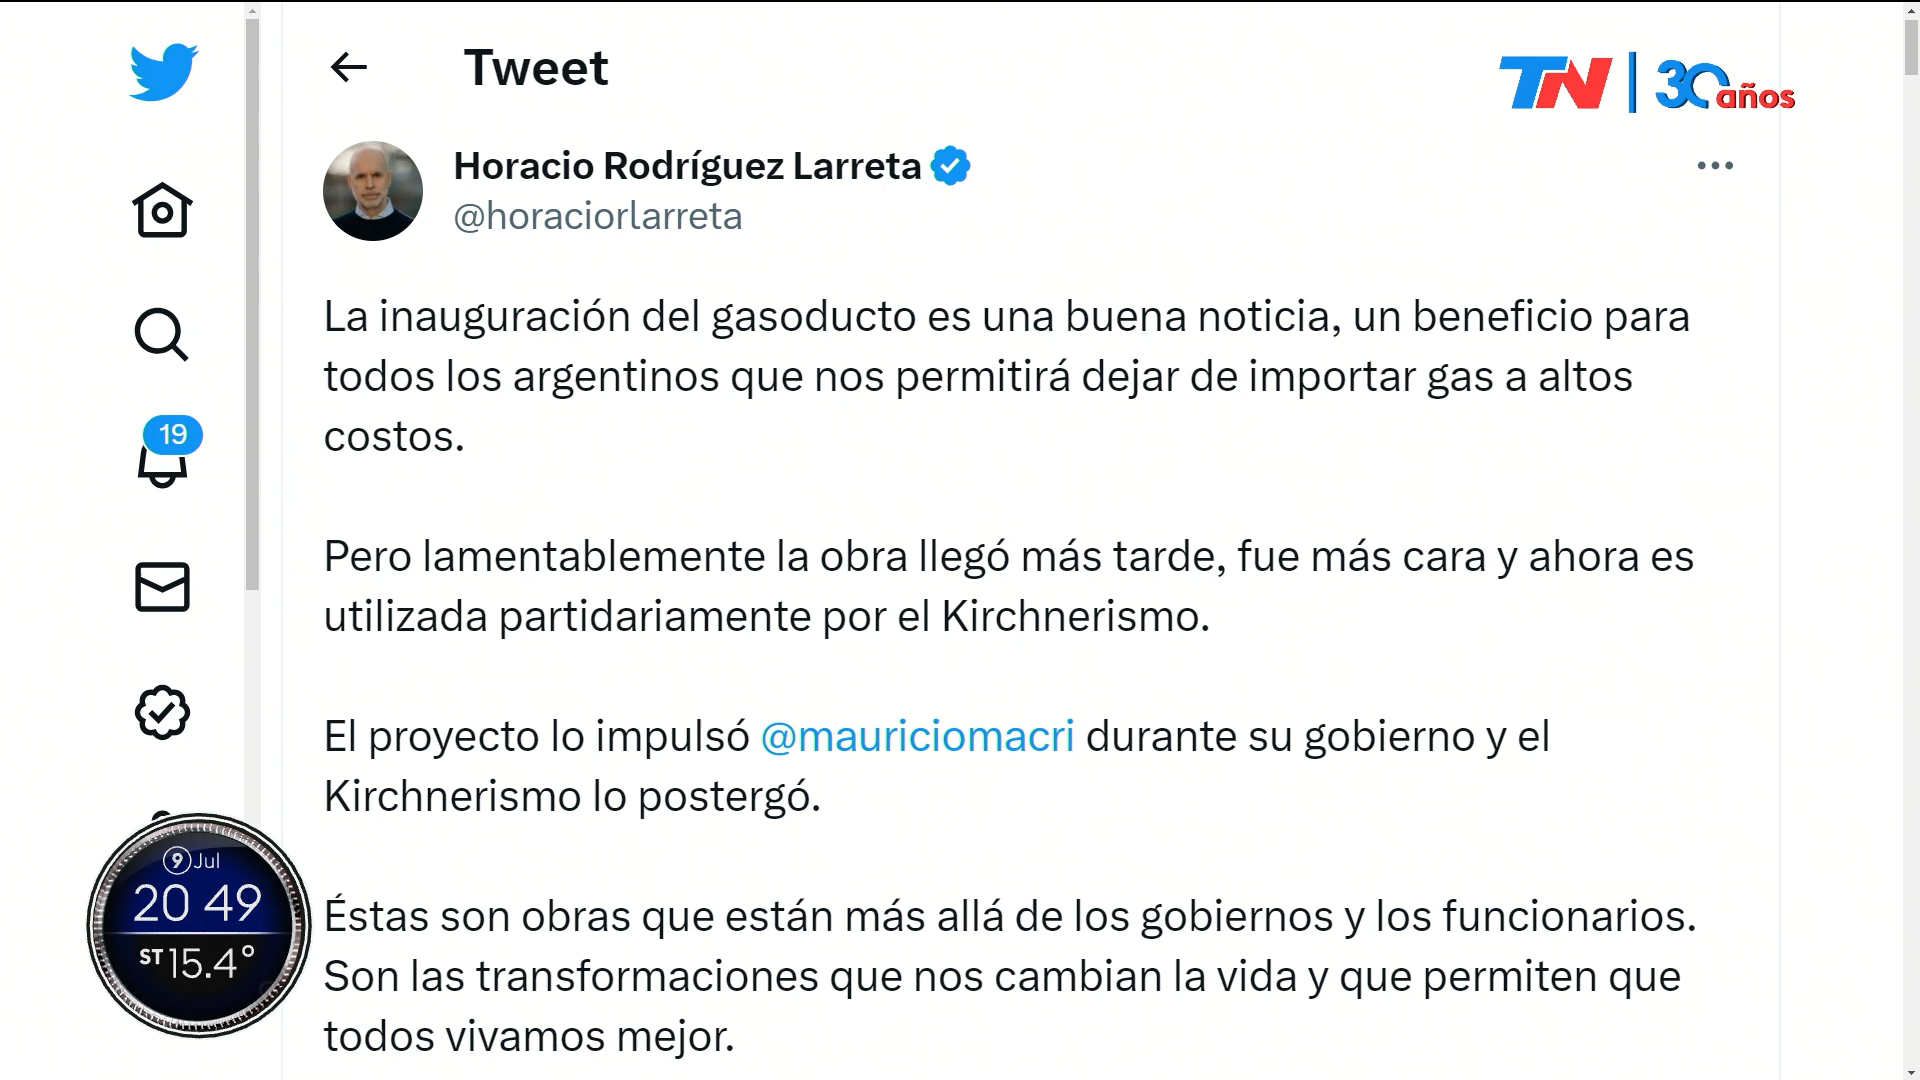 Tweet
TN 30 años
Horacio Rodríguez Larreta
@horaciorlarreta
La inauguración del gasoducto es una buena noticia, un beneficio para
todos los argentinos que nos permitirá dejar de importar gas a altos
costos.
Pero lamentablemente la obra llegó más tarde, fue más cara y ahora es
utilizada partidariamente por el Kirchnerismo.
El proyecto lo impulsó @mauriciomacri durante su gobierno y el
Kirchnerismo lo postergó.
Éstas son obras que están más allá de los gobiernos y los funcionarios.
Son las transformaciones que nos cambian la vida y que permiten que
todos vivamos mejor.
19
9 Jul
20 49
ST 15.4°